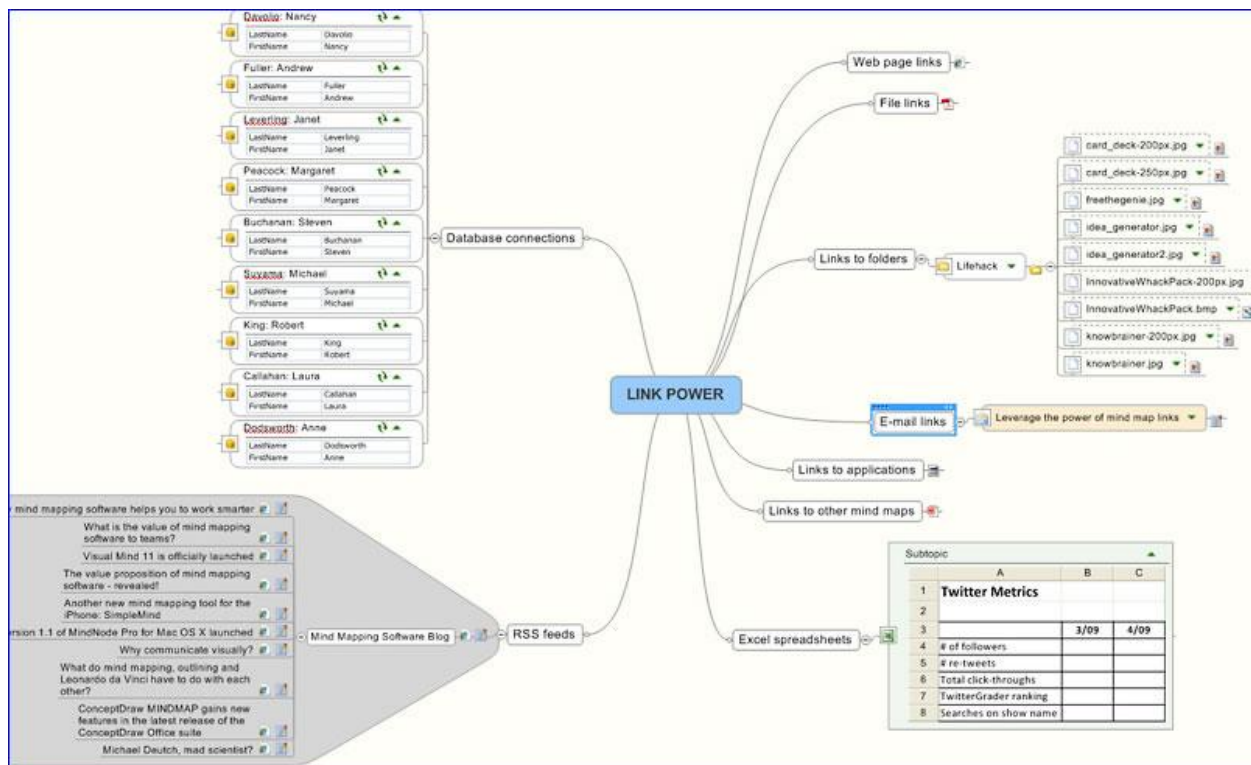 Davolio: Nancy
LastName Davolio
FirstName Nancy
Fuller: Andrew
LastName Fuller
FirstName Andrew
Leverling: Janet
LastName Leverling
FirstName Janet
Peacock: Margaret
LastName Peacock
FirstName Margaret
Buchanan: Steven
LastName Buchanan
FirstName Steven
Suyama: Michael
LastName Suyama
FirstName Michael
King: Robert
LastName King
FirstName Robert
Callahan: Laura
LastName Callahan
FirstName Laura
Dodsworth: Anne
LastName Dodsworth
FirstName Anne
Database connections
LINK POWER
Web page links
File links
Links to folders
Lifehack
card_deck-200px.jpg
card_deck-250px.jpg
freethegenie.jpg
idea_generator.jpg
idea_generator2.jpg
InnovativeWhackPack-200px.jpg
InnovativeWhackPack.bmp
knowbrainer-200px.jpg
knowbrainer.jpg
E-mail links
Leverage the power of mind map links
Links to applications
Links to other mind maps
Excel spreadsheets
Subtopic
A B C
1 Twitter Metrics
2
3 3/09 4/09
4 # of followers
5 # re-tweets
6 Total click-throughs
7 TwitterGrader ranking
8 Searches on show name
RSS feeds
Mind Mapping Software Blog
mind mapping software helps you to work smarter
What is the value of mind mapping
software to teams?
Visual Mind 11 is officially launched
The value proposition of mind mapping
software - revealed!
Another new mind mapping tool for the
iPhone: SimpleMind
ersion 1.1 of MindNode Pro for Mac OS X launched
Why communicate visually?
What do mind mapping, outlining and
Leonardo da Vinci have to do with each
other?
ConceptDraw MINDMAP gains new
features in the latest release of the
ConceptDraw Office suite
Michael Deutch, mad scientist?